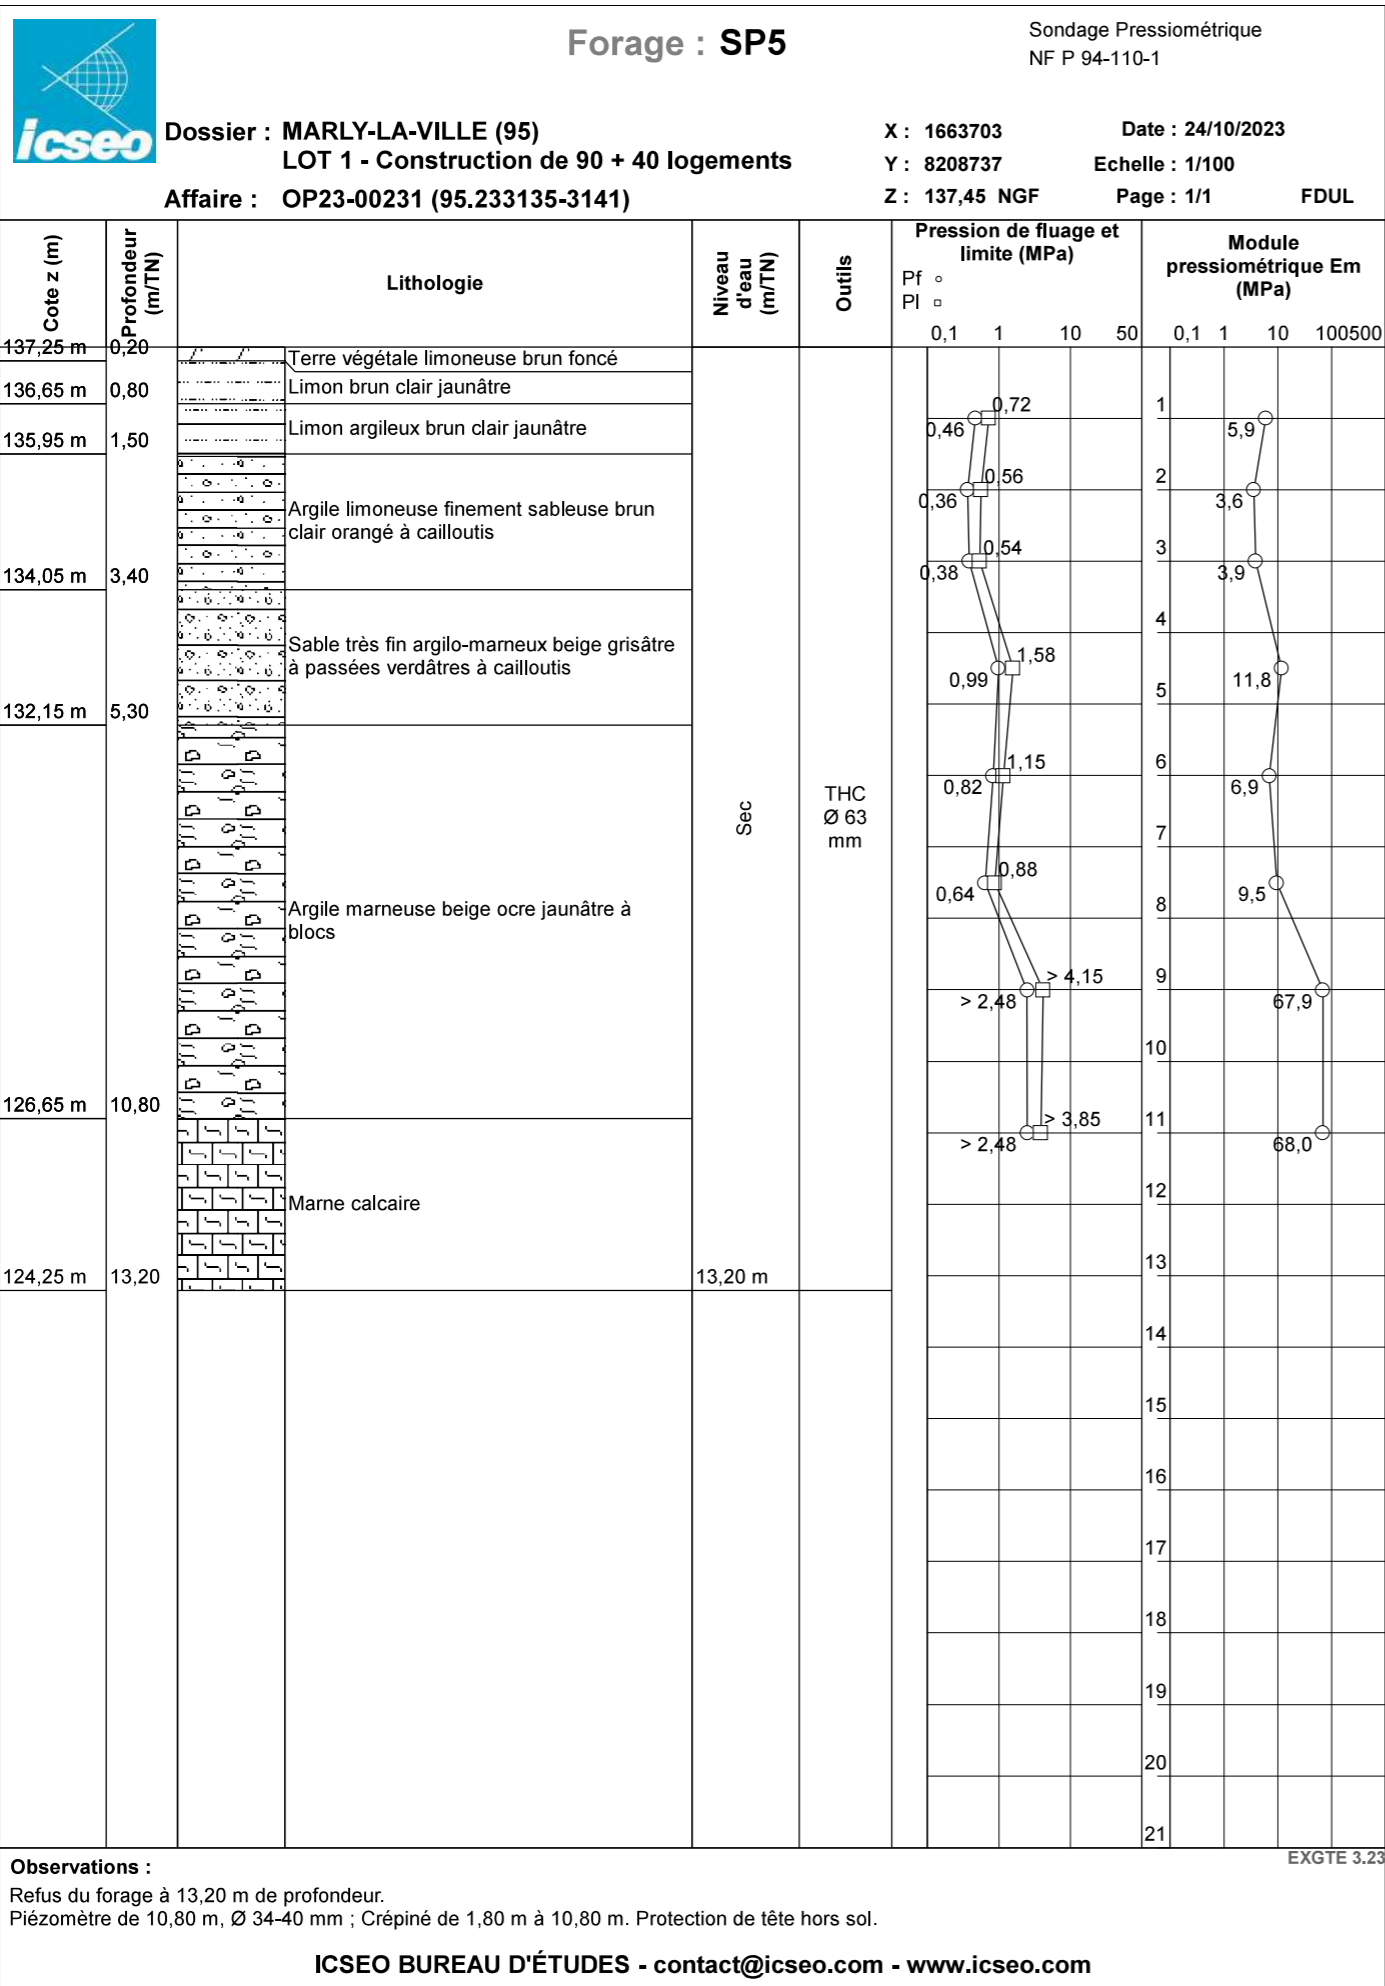 icseo
Forage : SP5
Sondage Pressiométrique
NF P 94-110-1
Dossier : MARLY-LA-VILLE (95)
LOT 1 - Construction de 90 + 40 logements
Affaire : OP23-00231 (95.233135-3141)
X : 1663703
Date : 24/10/2023
Y : 8208737
Echelle : 1/100
Z : 137,45 NGF
Page : 1/1
FDUL
Cote z (m)
Profondeur
(m/TN)
Lithologie
Niveau
d'eau
(m/TN)
Outils
Pression de fluage et
limite (MPa)
Pf
Pl
0,1 1 10 50
Module
pressiométrique Em
(MPa)
0,1 1 10 100500
137,25 m 0,20
Terre végétale limoneuse brun foncé
136,65 m 0,80
Limon brun clair jaunâtre
135,95 m 1,50
Limon argileux brun clair jaunâtre
Argile limoneuse finement sableuse brun
clair orangé à cailloutis
134,05 m 3,40
Sable très fin argilo-marneux beige grisâtre
à passées verdâtres à cailloutis
132,15 m 5,30
Argile marneuse beige ocre jaunâtre à
blocs
126,65 m 10,80
Marne calcaire
124,25 m 13,20
Sec
13,20 m
THC
Ø 63
mm
0,72
0,46
0,56
0,36
0,54
0,38
1,58
0,99
1,15
0,82
0,88
0,64
> 4,15
> 2,48
> 3,85
> 2,48
1
2
3
4
5
6
7
8
9
10
11
12
13
14
15
16
17
18
19
20
21
5,9
3,6
3,9
11,8
6,9
9,5
67,9
68,0
EXGTE 3.23
Observations :
Refus du forage à 13,20 m de profondeur.
Piézomètre de 10,80 m, Ø 34-40 mm ; Crépiné de 1,80 m à 10,80 m. Protection de tête hors sol.
ICSEO BUREAU D'ÉTUDES - contact@icseo.com - www.icseo.com